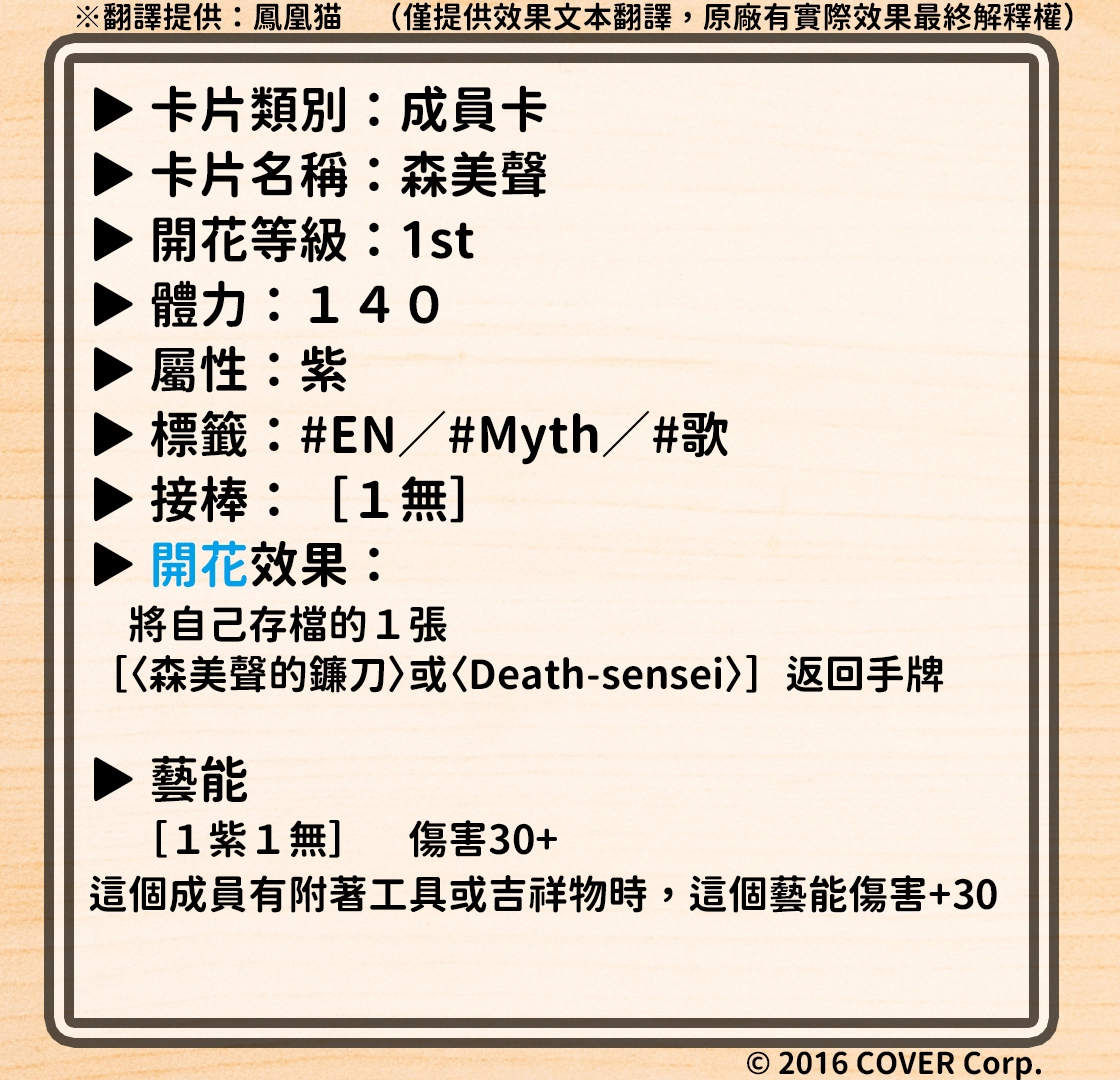 ※翻譯提供：鳳凰猫　（僅提供效果文本翻譯，原廠有實際效果最終解釋權）
▶ 卡片類別：成員卡
▶ 卡片名稱：森美聲
▶ 開花等級：1st
▶ 體力：１４０
▶ 屬性：紫
▶ 標籤：#EN／#Myth／#歌
▶ 接棒：［１無］
▶ 開花效果：
將自己存檔的１張
［〈森美聲的鐮刀〉或〈Death-sensei〉］返回手牌
▶ 藝能
［１紫１無］　傷害30+
這個成員有附著工具或吉祥物時，這個藝能傷害+30
© 2016 COVER Corp.